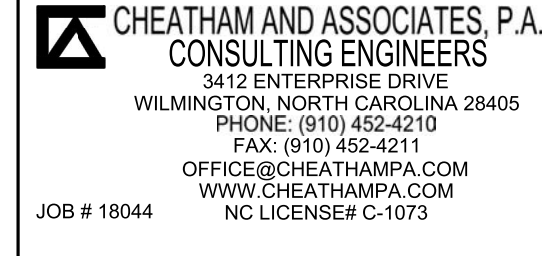 CHEATHAM AND ASSOCIATES, P.A.
CONSULTING ENGINEERS
3412 ENTERPRISE DRIVE
WILMINGTON, NORTH CAROLINA 28405
PHONE: (910) 452-4210
FAX: (910) 452-4211
OFFICE@CHEATHAMPA.COM
WWW.CHEATHAMPA.COM
JOB # 18044 NC LICENSE# C-1073